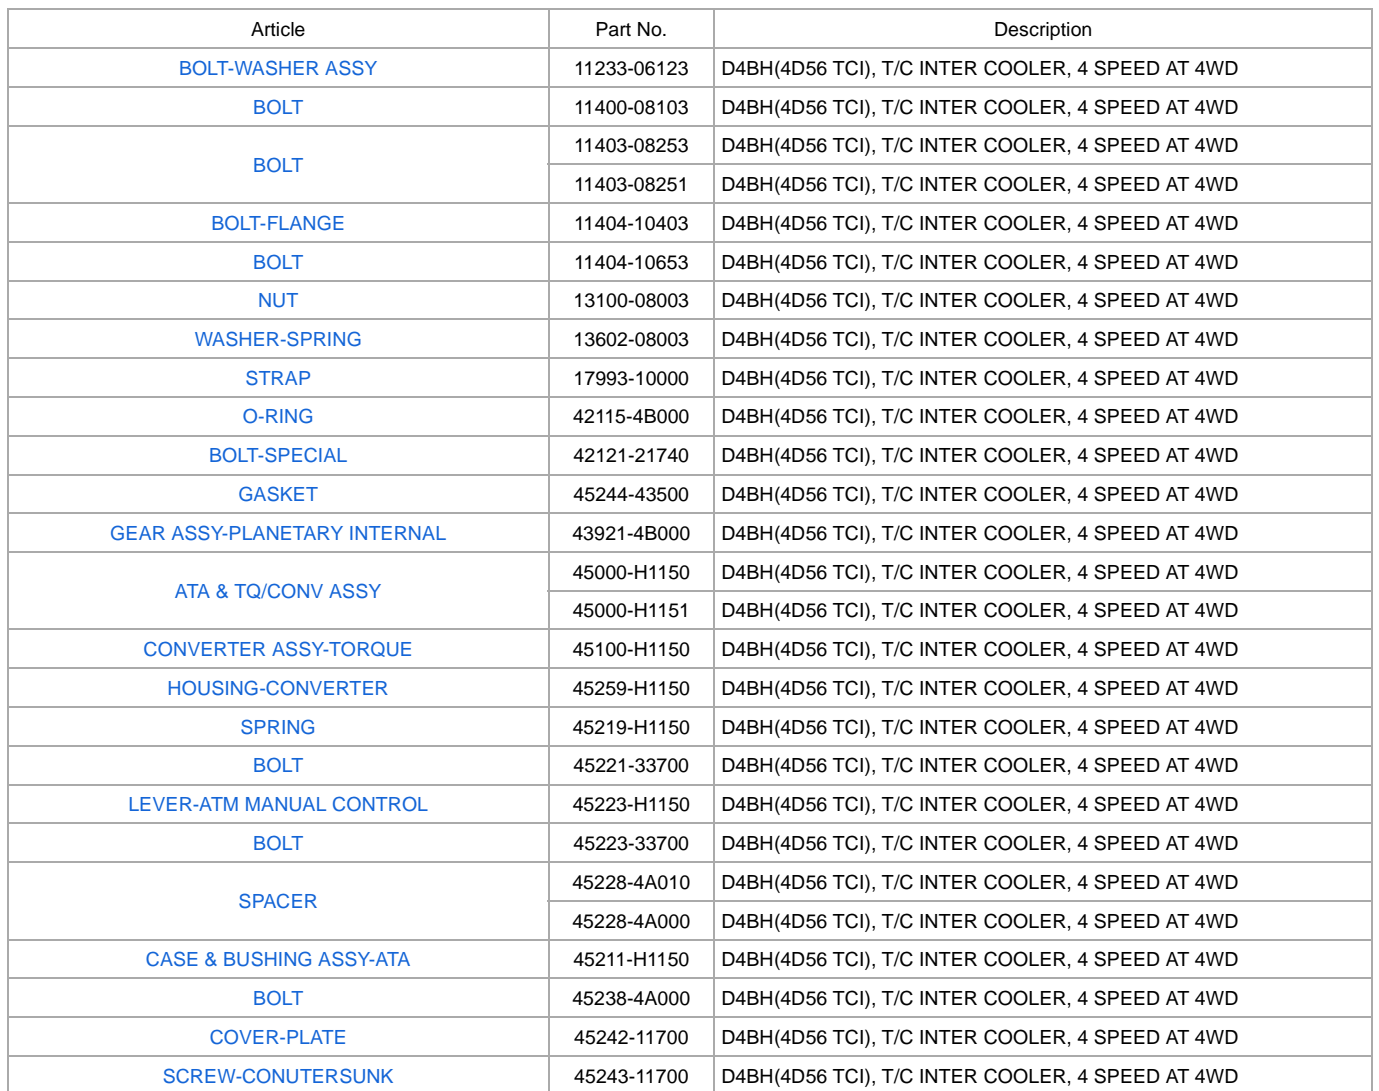 Article Part No. Description
BOLT-WASHER ASSY 11233-06123 D4BH(4D56 TCI), T/C INTER COOLER, 4 SPEED AT 4WD
BOLT 11400-08103 D4BH(4D56 TCI), T/C INTER COOLER, 4 SPEED AT 4WD
BOLT 11403-08253 D4BH(4D56 TCI), T/C INTER COOLER, 4 SPEED AT 4WD
11403-08251 D4BH(4D56 TCI), T/C INTER COOLER, 4 SPEED AT 4WD
BOLT-FLANGE 11404-10403 D4BH(4D56 TCI), T/C INTER COOLER, 4 SPEED AT 4WD
BOLT 11404-10653 D4BH(4D56 TCI), T/C INTER COOLER, 4 SPEED AT 4WD
NUT 13100-08003 D4BH(4D56 TCI), T/C INTER COOLER, 4 SPEED AT 4WD
WASHER-SPRING 13602-08003 D4BH(4D56 TCI), T/C INTER COOLER, 4 SPEED AT 4WD
STRAP 17993-10000 D4BH(4D56 TCI), T/C INTER COOLER, 4 SPEED AT 4WD
O-RING 42115-4B000 D4BH(4D56 TCI), T/C INTER COOLER, 4 SPEED AT 4WD
BOLT-SPECIAL 42121-21740 D4BH(4D56 TCI), T/C INTER COOLER, 4 SPEED AT 4WD
GASKET 45244-43500 D4BH(4D56 TCI), T/C INTER COOLER, 4 SPEED AT 4WD
GEAR ASSY-PLANETARY INTERNAL 43921-4B000 D4BH(4D56 TCI), T/C INTER COOLER, 4 SPEED AT 4WD
ATA & TQ/CONV ASSY 45000-H1150 D4BH(4D56 TCI), T/C INTER COOLER, 4 SPEED AT 4WD
45000-H1151 D4BH(4D56 TCI), T/C INTER COOLER, 4 SPEED AT 4WD
CONVERTER ASSY-TORQUE 45100-H1150 D4BH(4D56 TCI), T/C INTER COOLER, 4 SPEED AT 4WD
HOUSING-CONVERTER 45259-H1150 D4BH(4D56 TCI), T/C INTER COOLER, 4 SPEED AT 4WD
SPRING 45219-H1150 D4BH(4D56 TCI), T/C INTER COOLER, 4 SPEED AT 4WD
BOLT 45221-33700 D4BH(4D56 TCI), T/C INTER COOLER, 4 SPEED AT 4WD
LEVER-ATM MANUAL CONTROL 45223-H1150 D4BH(4D56 TCI), T/C INTER COOLER, 4 SPEED AT 4WD
BOLT 45223-33700 D4BH(4D56 TCI), T/C INTER COOLER, 4 SPEED AT 4WD
SPACER 45228-4A010 D4BH(4D56 TCI), T/C INTER COOLER, 4 SPEED AT 4WD
45228-4A000 D4BH(4D56 TCI), T/C INTER COOLER, 4 SPEED AT 4WD
CASE & BUSHING ASSY-ATA 45211-H1150 D4BH(4D56 TCI), T/C INTER COOLER, 4 SPEED AT 4WD
BOLT 45238-4A000 D4BH(4D56 TCI), T/C INTER COOLER, 4 SPEED AT 4WD
COVER-PLATE 45242-11700 D4BH(4D56 TCI), T/C INTER COOLER, 4 SPEED AT 4WD
SCREW-CONUTERSUNK 45243-11700 D4BH(4D56 TCI), T/C INTER COOLER, 4 SPEED AT 4WD